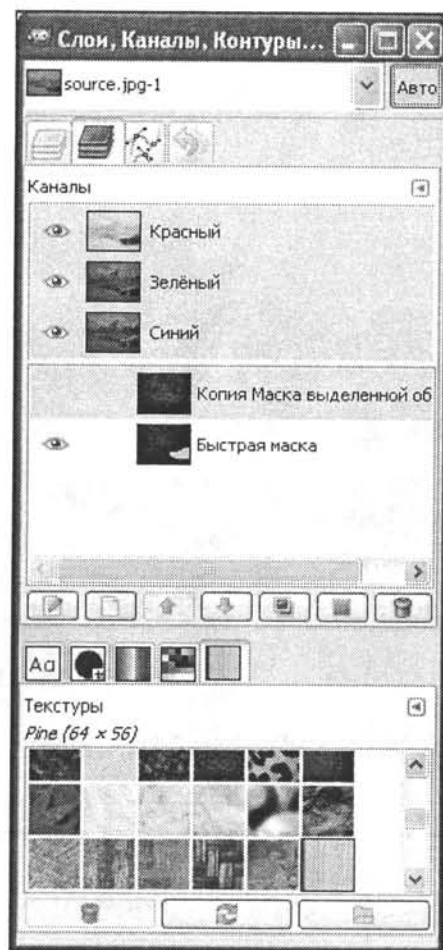 Слои, Каналы, Контуры...
source.jpg-1
Авто
Каналы
Красный
Зелёный
Синий
Копия Маска выделенной об
Быстрая маска
Aa
Текстуры
Pine (64 × 56)